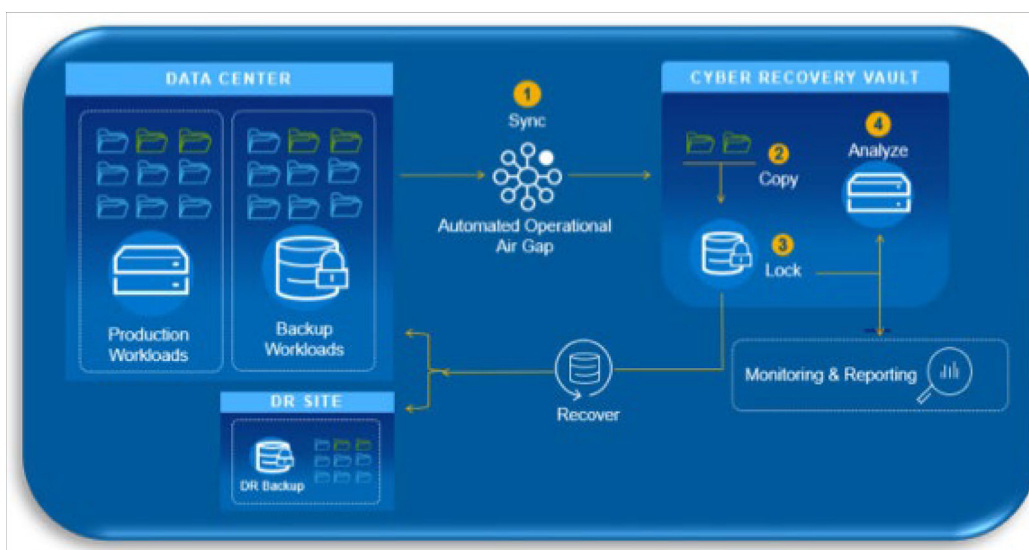 DATA CENTER
Production
Workloads
Backup
Workloads
1
Sync
Automated Operational
Air Gap
CYBER RECOVERY VAULT
2
Copy
3
Lock
4
Analyze
Monitoring & Reporting
Recover
DR SITE
DR Backup